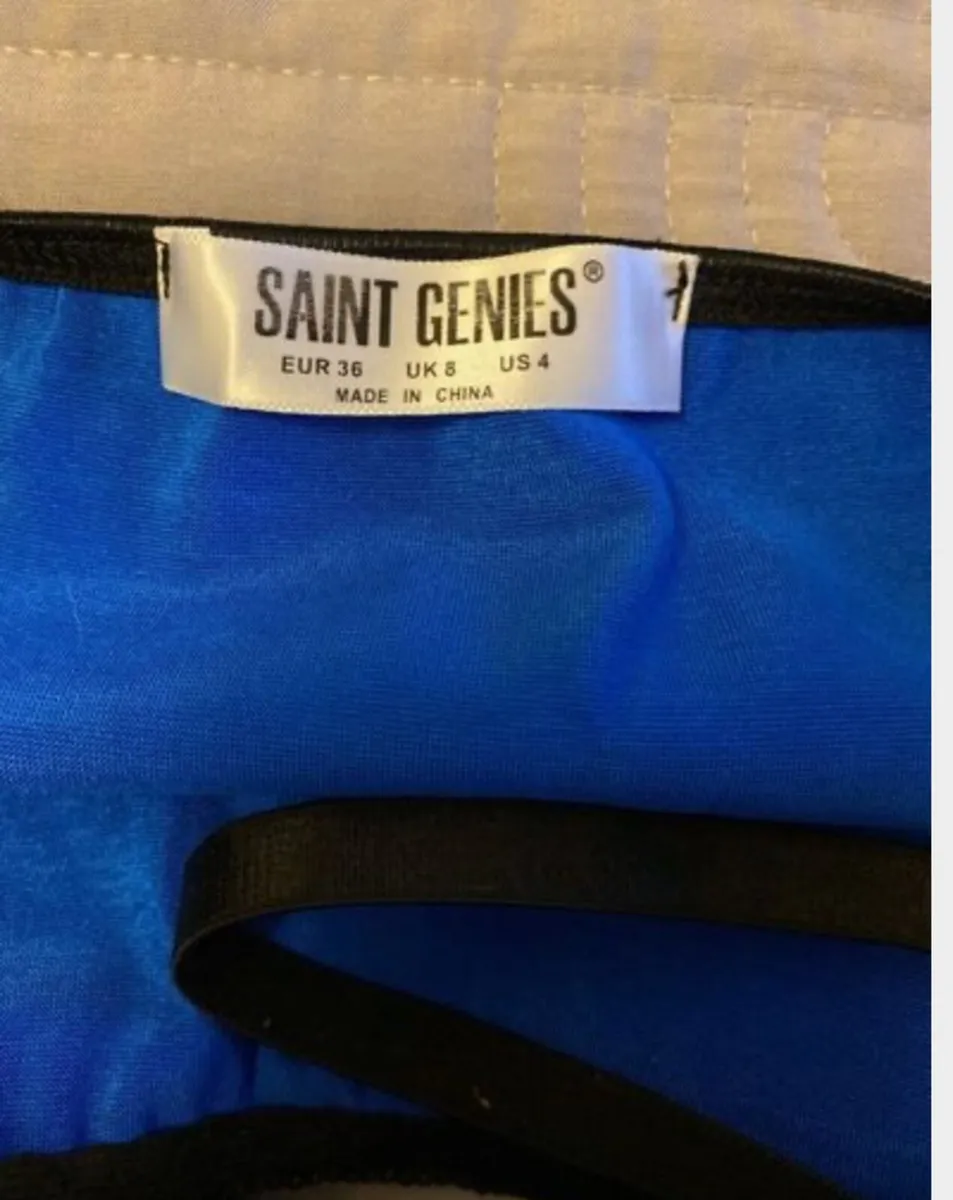 SAINT GENIES®
EUR 36 UK 8 US 4
MADE IN CHINA